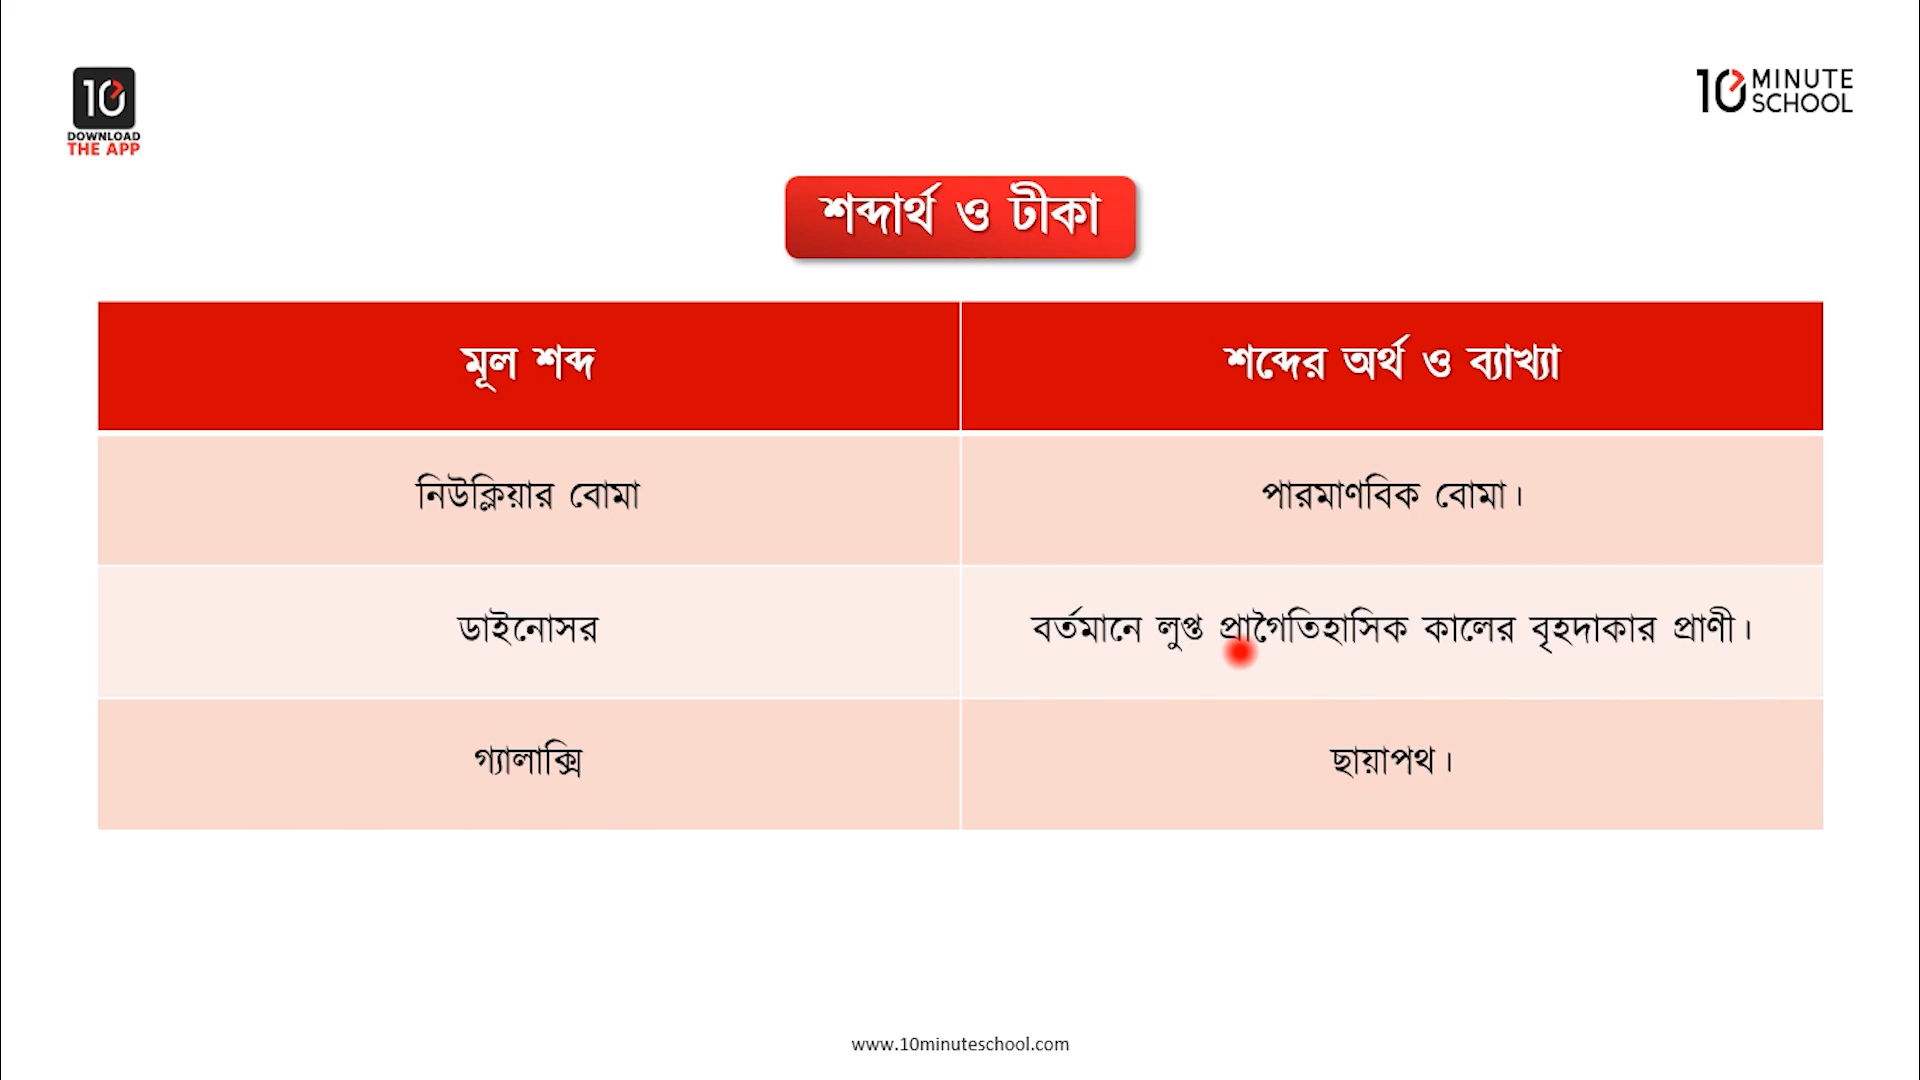 10
DOWNLOAD
THE APP
10 MINUTE
SCHOOL
শব্দার্থ ও টীকা
মূল শব্দ
শব্দের অর্থ ও ব্যাখ্যা
নিউক্লিয়ার বোমা
পারমাণবিক বোমা।
ডাইনোসর
বর্তমানে লুপ্ত প্রাগৈতিহাসিক কালের বৃহদাকার প্রাণী।
গ্যালাক্সি
ছায়াপথ।
www.10minuteschool.com